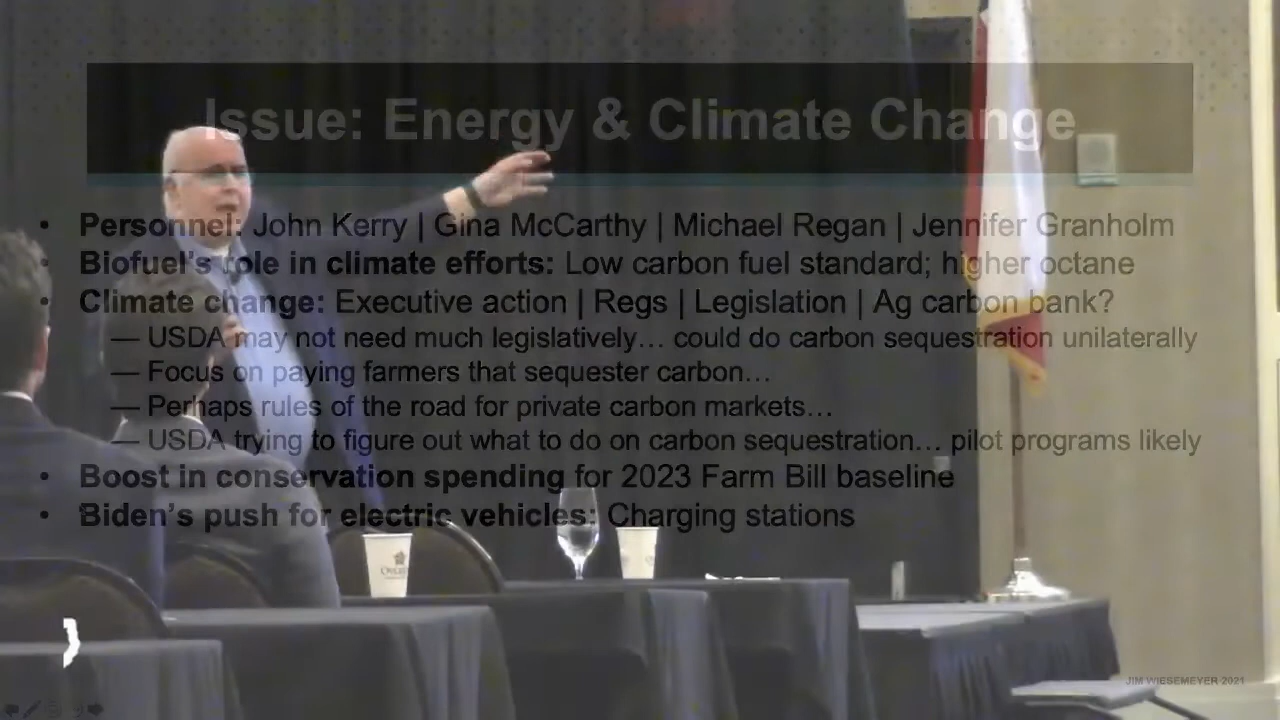 Issue: Energy & Climate Change
• Personnel: John Kerry | Gina McCarthy | Michael Regan | Jennifer Granholm
• Biofuel's role in climate efforts: Low carbon fuel standard; higher octane
• Climate change: Executive action | Regs | Legislation | Ag carbon bank?
— USDA may not need much legislatively… could do carbon sequestration unilaterally
— Focus on paying farmers that sequester carbon…
— Perhaps rules of the road for private carbon markets…
— USDA trying to figure out what to do on carbon sequestration… pilot programs likely
• Boost in conservation spending for 2023 Farm Bill baseline
• Biden's push for electric vehicles: Charging stations
JIM WIESEMEYER 2021